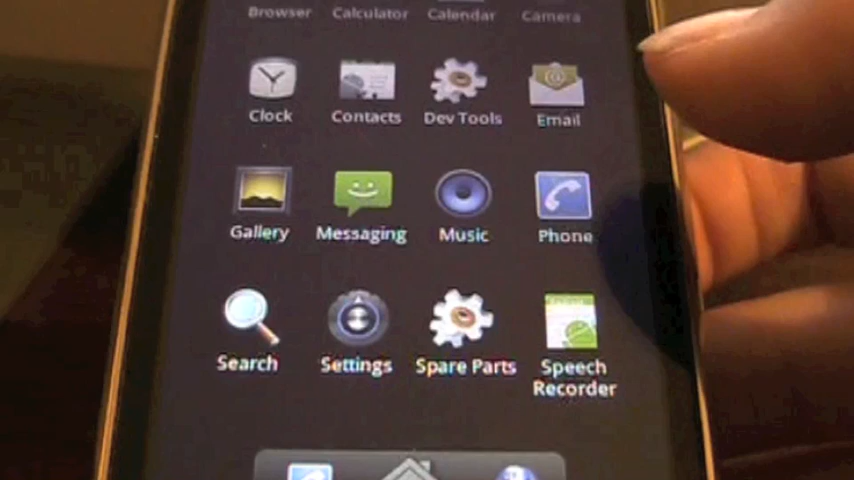 Browser Calculator Calendar Camera
Clock Contacts Dev Tools Email
Gallery Messaging Music Phone
Search Settings Spare Parts Speech
Recorder